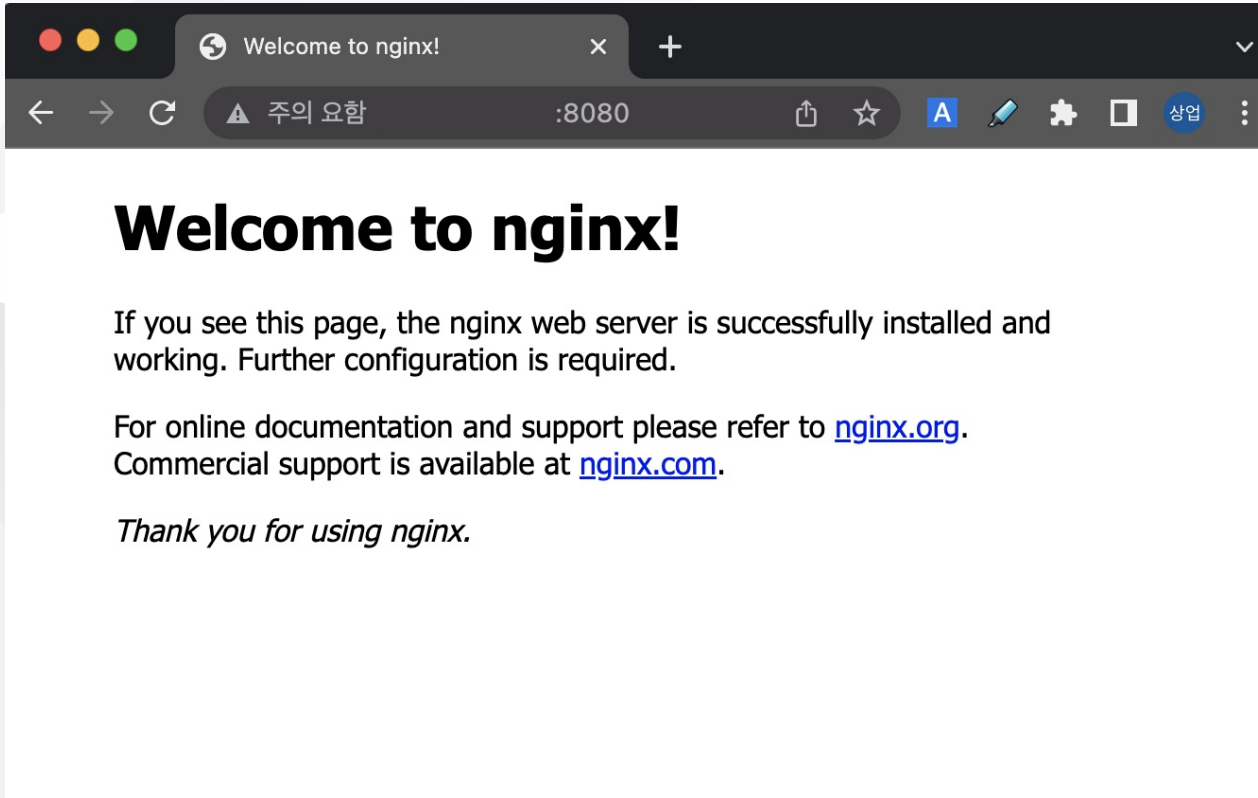 Welcome to nginx!
주의 요함 :8080
A
상업
Welcome to nginx!
If you see this page, the nginx web server is successfully installed and
working. Further configuration is required.
For online documentation and support please refer to nginx.org.
Commercial support is available at nginx.com.
Thank you for using nginx.